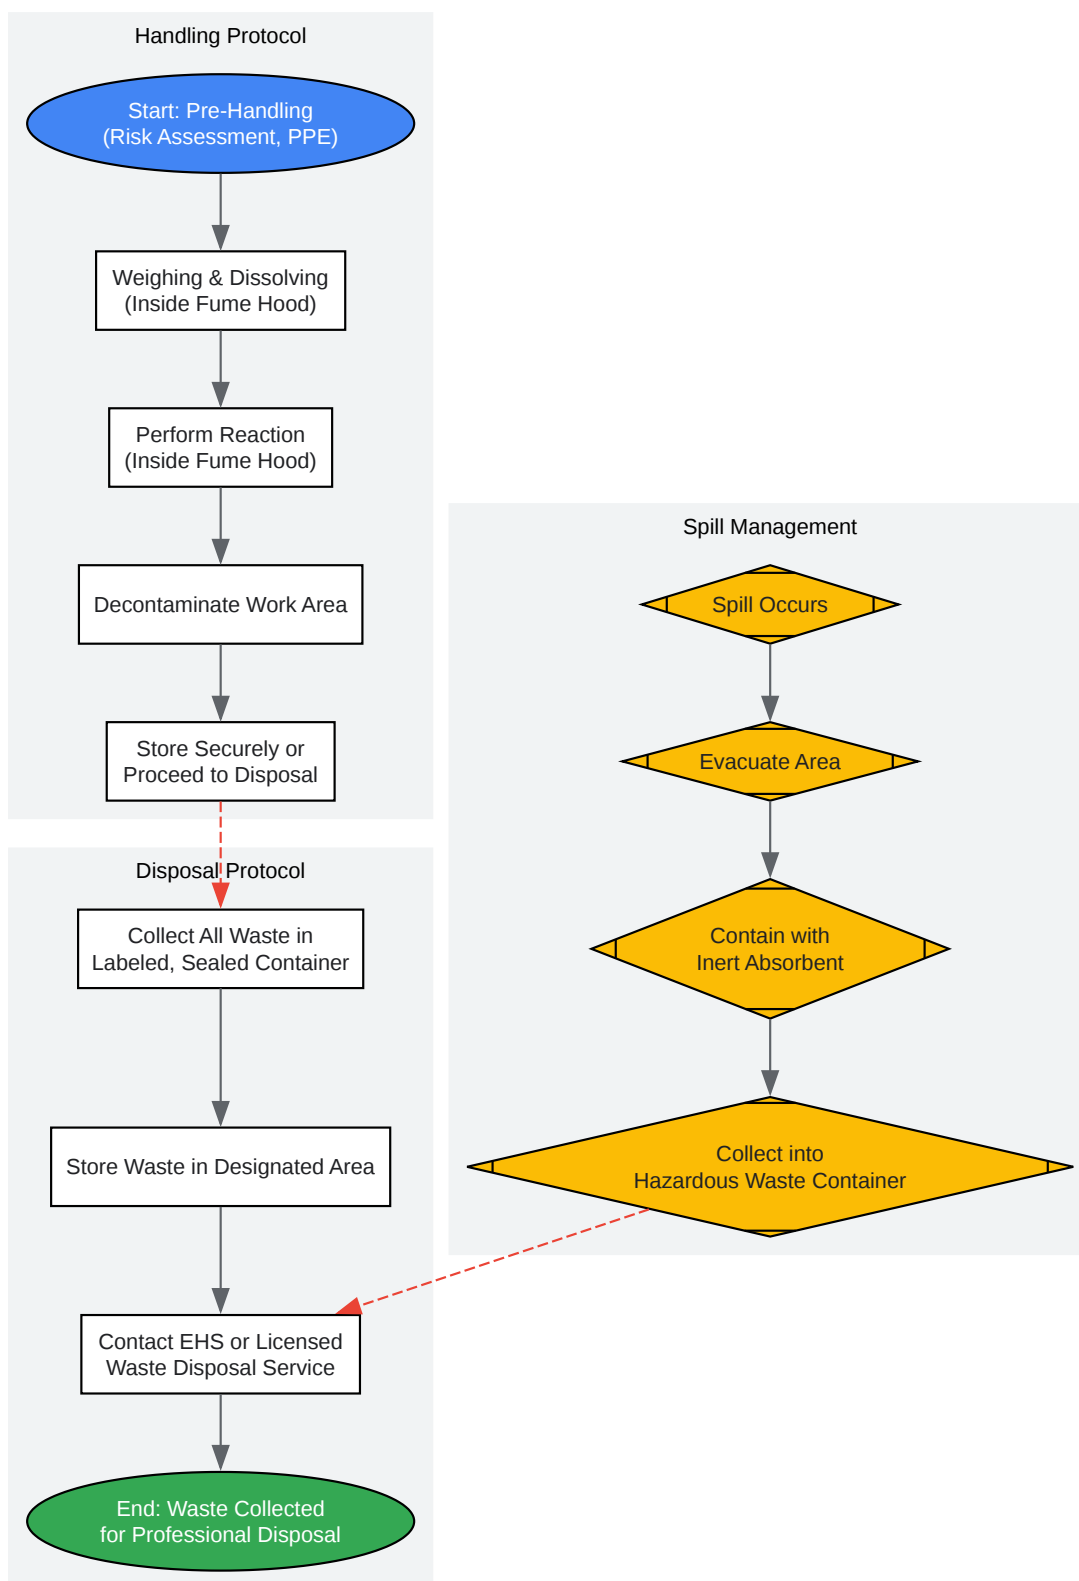 Handling Protocol
Start: Pre-Handling
(Risk Assessment, PPE)
Weighing & Dissolving
(Inside Fume Hood)
Perform Reaction
(Inside Fume Hood)
Decontaminate Work Area
Store Securely or
Proceed to Disposal
Disposal Protocol
Collect All Waste in
Labeled, Sealed Container
Store Waste in Designated Area
Contact EHS or Licensed
Waste Disposal Service
End: Waste Collected
for Professional Disposal
Spill Management
Spill Occurs
Evacuate Area
Contain with
Inert Absorbent
Collect into
Hazardous Waste Container